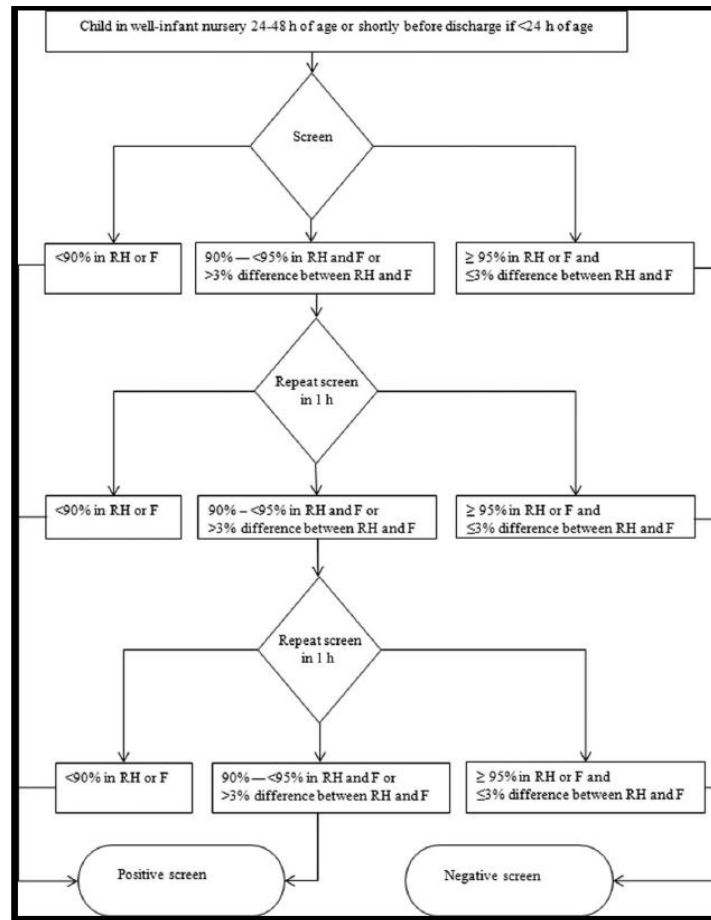 Child in well-infant nursery 24-48 h of age or shortly before discharge if <24 h of age
Screen
<90% in RH or F
90% — <95% in RH and F or
>3% difference between RH and F
≥ 95% in RH or F and
≤3% difference between RH and F
Repeat screen
in 1 h
<90% in RH or F
90% – <95% in RH and F or
>3% difference between RH and F
≥ 95% in RH or F and
≤3% difference between RH and F
Repeat screen
in 1 h
<90% in RH or F
90% — <95% in RH and F or
>3% difference between RH and F
≥ 95% in RH or F and
≤3% difference between RH and F
Positive screen
Negative screen